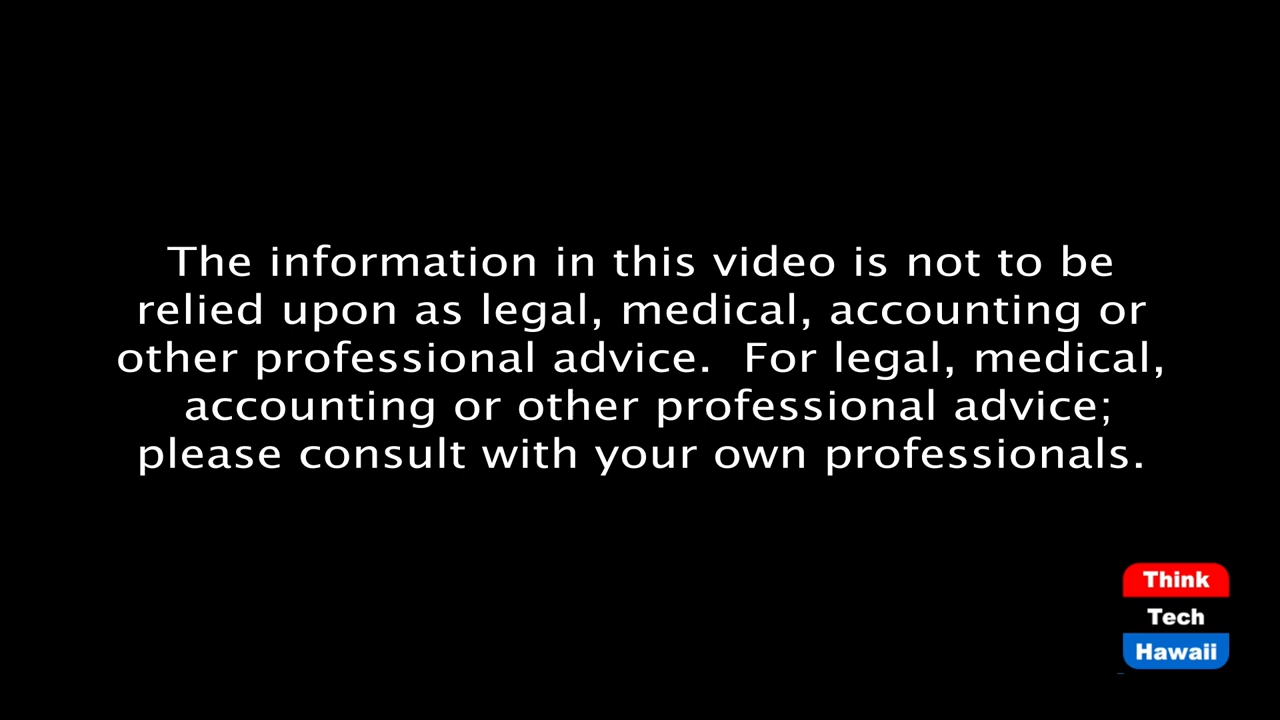 The information in this video is not to be
relied upon as legal, medical, accounting or
other professional advice.  For legal, medical,
accounting or other professional advice;
please consult with your own professionals.
Think
Tech
Hawaii